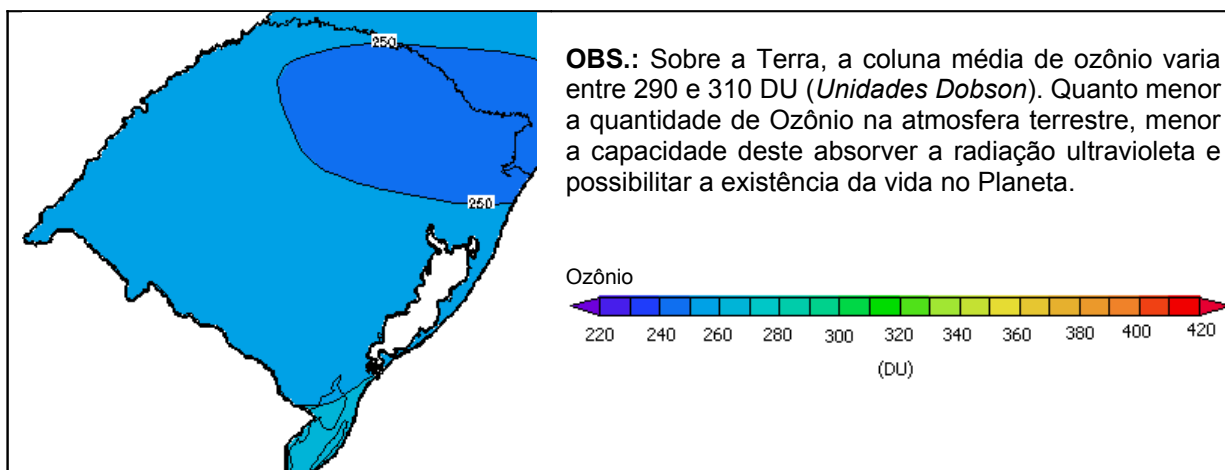 250
250
OBS.: Sobre a Terra, a coluna média de ozônio varia
entre 290 e 310 DU (Unidades Dobson). Quanto menor
a quantidade de Ozônio na atmosfera terrestre, menor
a capacidade deste absorver a radiação ultravioleta e
possibilitar a existência da vida no Planeta.
Ozônio
220 240 260 280 300 320 340 360 380 400 420
(DU)